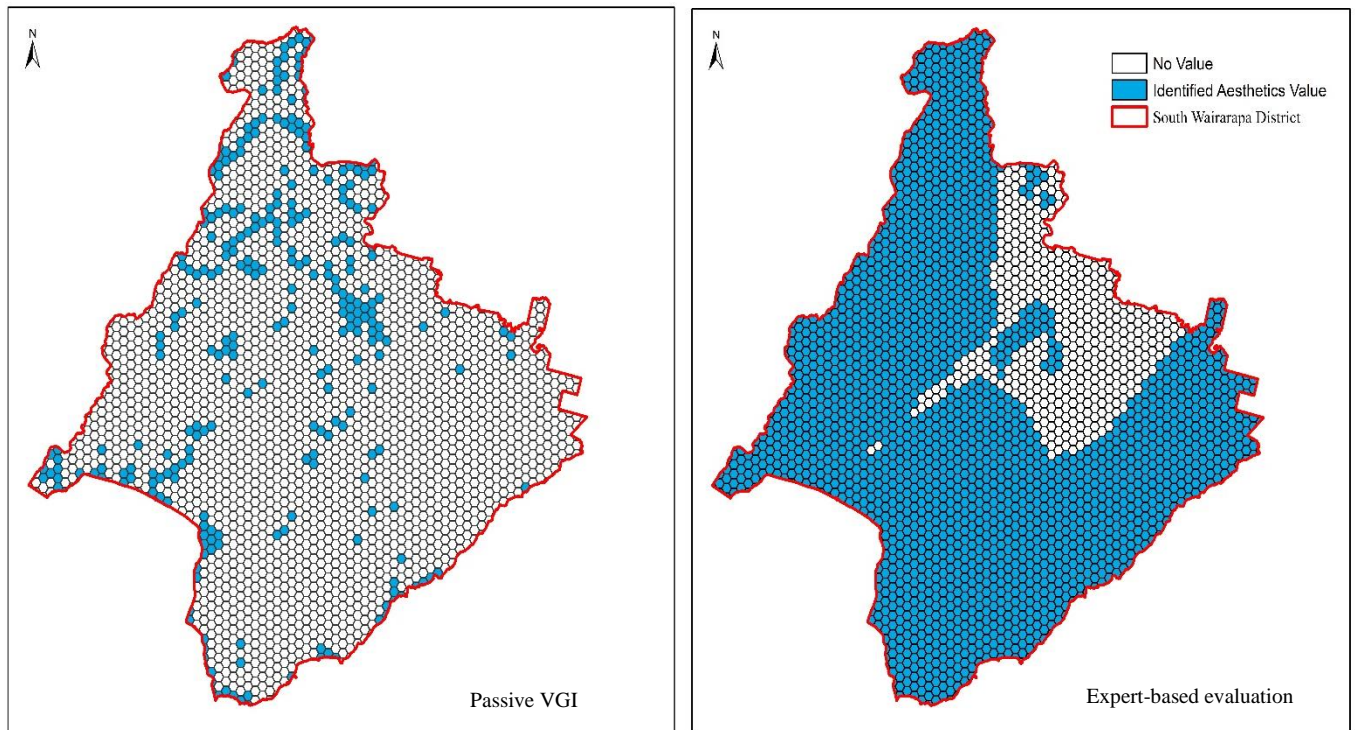 N
Passive VGI
N
No Value
Identified Aesthetics Value
South Wairarapa District
Expert-based evaluation